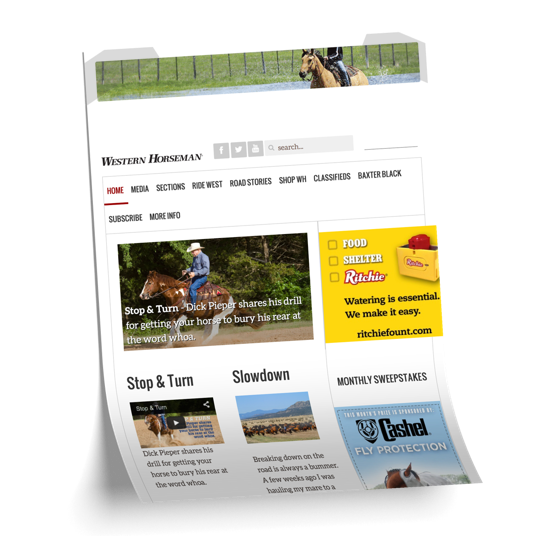 WESTERN HORSEMAN
search...
HOME MEDIA SECTIONS RIDE WEST ROAD STORIES SHOP WH CLASSIFIEDS BAXTER BLACK
SUBSCRIBE MORE INFO
Stop & Turn - Dick Pieper shares his drill
for getting your horse to bury his rear at
the word whoa.
FOOD
SHELTER
Ritchie
Ritchie
Watering is essential.
We make it easy.
ritchiefount.com
Stop & Turn
Slowdown
MONTHLY SWEEPSTAKES
Stop & Turn
Dick Pieper shares his
drill for getting your
horse to bury his rear at
the word whoa.
Breaking down on the
road is always a bummer.
A few weeks ago I was
hauling my mare to a
THIS MONTH'S PRIZE IS SPONSORED BY
Cashel
FLY PROTECTION